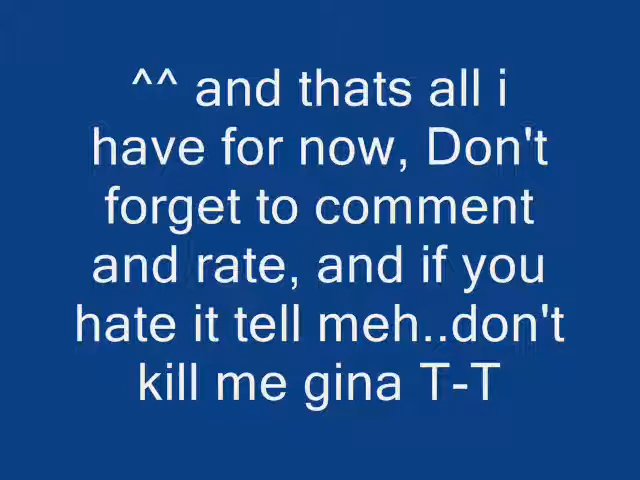 ^^ and thats all i
have for now, Don't
forget to comment
and rate, and if you
hate it tell meh..don't
kill me gina T-T